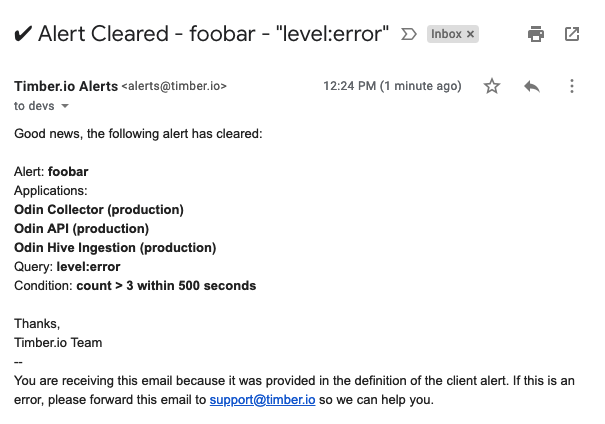 ✔ Alert Cleared - foobar - "level:error" Inbox ×
Timber.io Alerts <alerts@timber.io> 12:24 PM (1 minute ago)
to devs
Good news, the following alert has cleared:
Alert: foobar
Applications:
Odin Collector (production)
Odin API (production)
Odin Hive Ingestion (production)
Query: level:error
Condition: count > 3 within 500 seconds
Thanks,
Timber.io Team
--
You are receiving this email because it was provided in the definition of the client alert. If this is an
error, please forward this email to support@timber.io so we can help you.